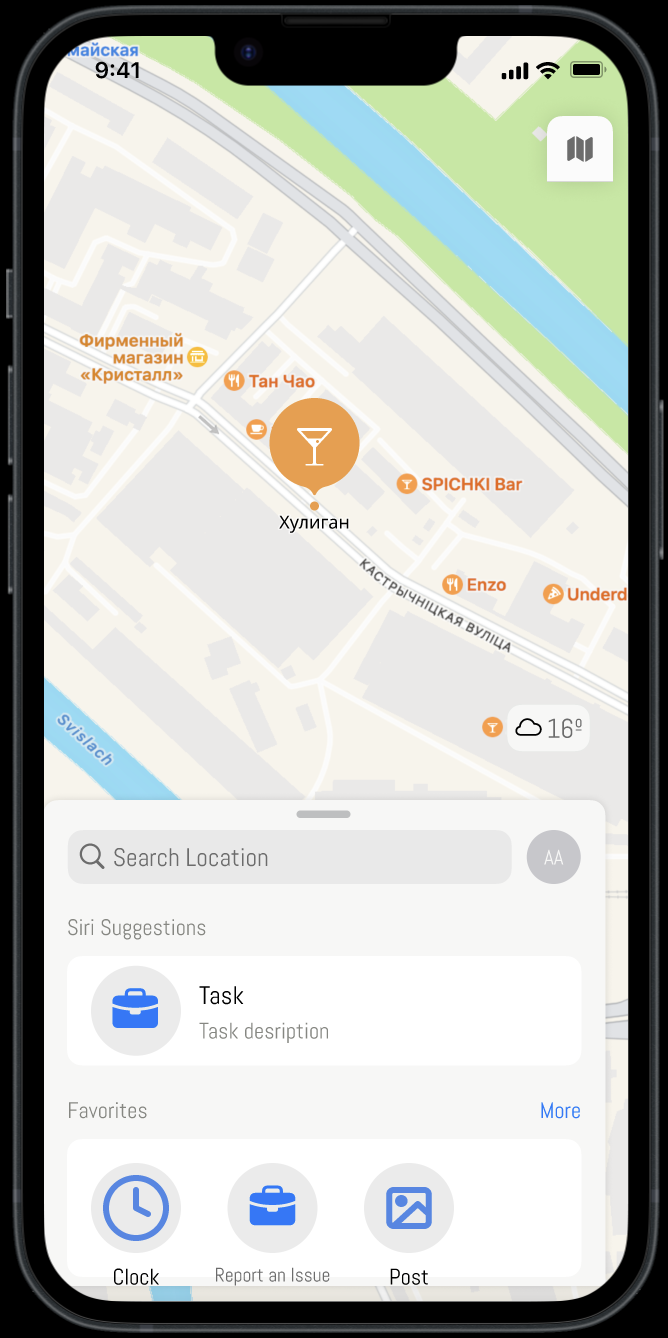 майская
9:41
Фирменный
магазин
«Кристалл»
Тан Чао
SPICHKI Bar
Хулиган
КАСТРЫЧНІЦКАЯ ВУЛІЦА
Enzo
Underd
Svislach
16º
Search Location
AA
Siri Suggestions
Task
Task desription
Favorites
More
Clock
Report an Issue
Post